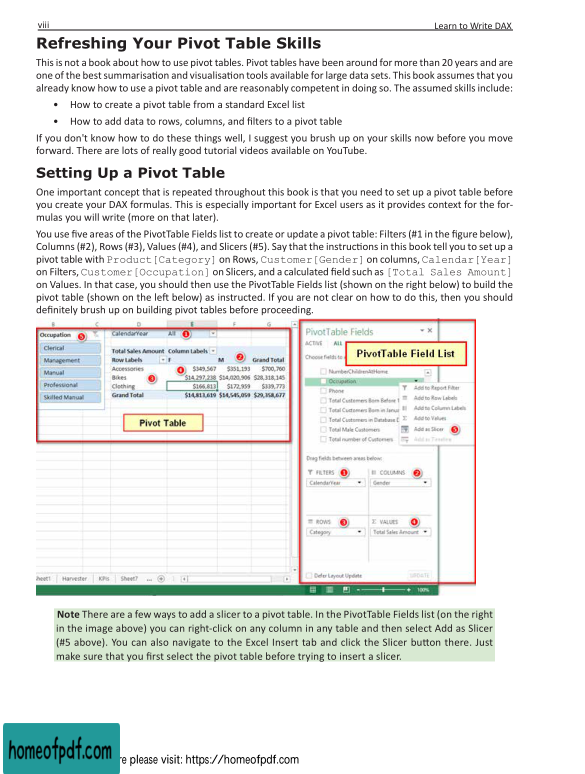 viii
Learn to Write DAX
Refreshing Your Pivot Table Skills
This is not a book about how to use pivot tables. Pivot tables have been around for more than 20 years and are
one of the best summarisation and visualisation tools available for large data sets. This book assumes that you
already know how to use a pivot table and are reasonably competent in doing so. The assumed skills include:
• How to create a pivot table from a standard Excel list
• How to add data to rows, columns, and filters to a pivot table
If you don't know how to do these things well, I suggest you brush up on your skills now before you move
forward. There are lots of really good tutorial videos available on YouTube.
Setting Up a Pivot Table
One important concept that is repeated throughout this book is that you need to set up a pivot table before
you create your DAX formulas. This is especially important for Excel users as it provides context for the for-
mulas you will write (more on that later).
You use five areas of the PivotTable Fields list to create or update a pivot table: Filters (#1 in the figure below),
Columns (#2), Rows (#3), Values (#4), and Slicers (#5). Say that the instructions in this book tell you to set up a
pivot table with Product[Category] on Rows, Customer[Gender] on columns, Calendar[Year]
on Filters, Customer[Occupation] on Slicers, and a calculated field such as [Total Sales Amount]
on Values. In that case, you should then use the PivotTable Fields list (shown on the right below) to build the
pivot table (shown on the left below) as instructed. If you are not clear on how to do this, then you should
definitely brush up on building pivot tables before proceeding.
B C D E F G
Occupation 5
Clerical
Management
Manual
Professional
Skilled Manual
CalendarYear All 1
Total Sales Amount Column Labels 2
Row Labels F M Grand Total
Accessories 4 $349,567 $351,193 $700,760
Bikes 3 $14,297,238 $14,020,906 $28,318,145
Clothing $166,813 $172,959 $339,773
Grand Total $14,813,619 $14,545,059 $29,358,677
Pivot Table
PivotTable Fields
ACTIVE ALL
Choose fields to
PivotTable Field List
NumberChildrenAtHome
Occupation
Phone
Total Customers Born Before 1
Total Customers Born in Janua
Total Customers in Database
Total Male Customers
Total number of Customers
Add to Report Filter
Add to Row Labels
Add to Column Labels
Add to Values
Add as Slicer 5
Add as Timeline
Drag fields between areas below:
FILTERS 1
CalendarYear
COLUMNS 2
Gender
ROWS 3
Category
Σ VALUES 4
Total Sales Amount
Defer Layout Update
UPDATE
heet1 Harvester KPIs Sheet7 ...
100%
Note There are a few ways to add a slicer to a pivot table. In the PivotTable Fields list (on the right
in the image above) you can right-click on any column in any table and then select Add as Slicer
(#5 above). You can also navigate to the Excel Insert tab and click the Slicer button there. Just
make sure that you first select the pivot table before trying to insert a slicer.
homeofpdf.com
re please visit: https://homeofpdf.com